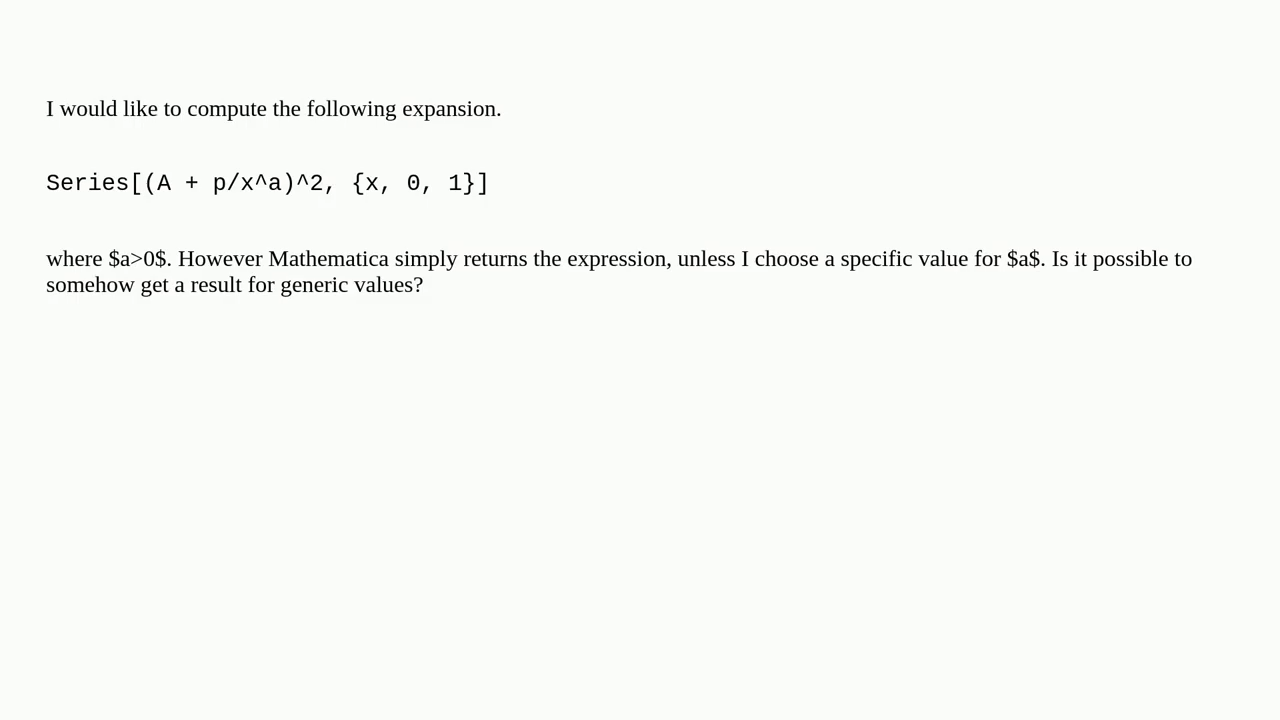 I would like to compute the following expansion.
Series[(A + p/x^a)^2, {x, 0, 1}]
where $a>0$. However Mathematica simply returns the expression, unless I choose a specific value for $a$. Is it possible to
somehow get a result for generic values?